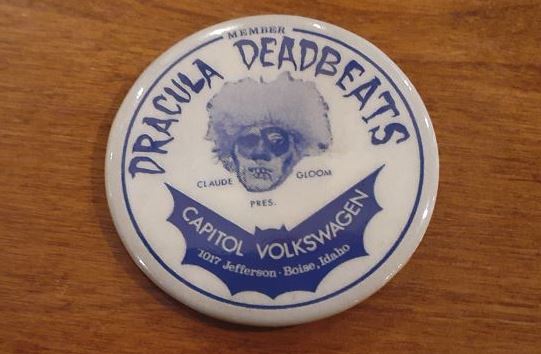 MEMBER
DRACULA DEADBEATS
CLAUDE GLOOM
PRES.
CAPITOL VOLKSWAGEN
1017 Jefferson - Boise, Idaho